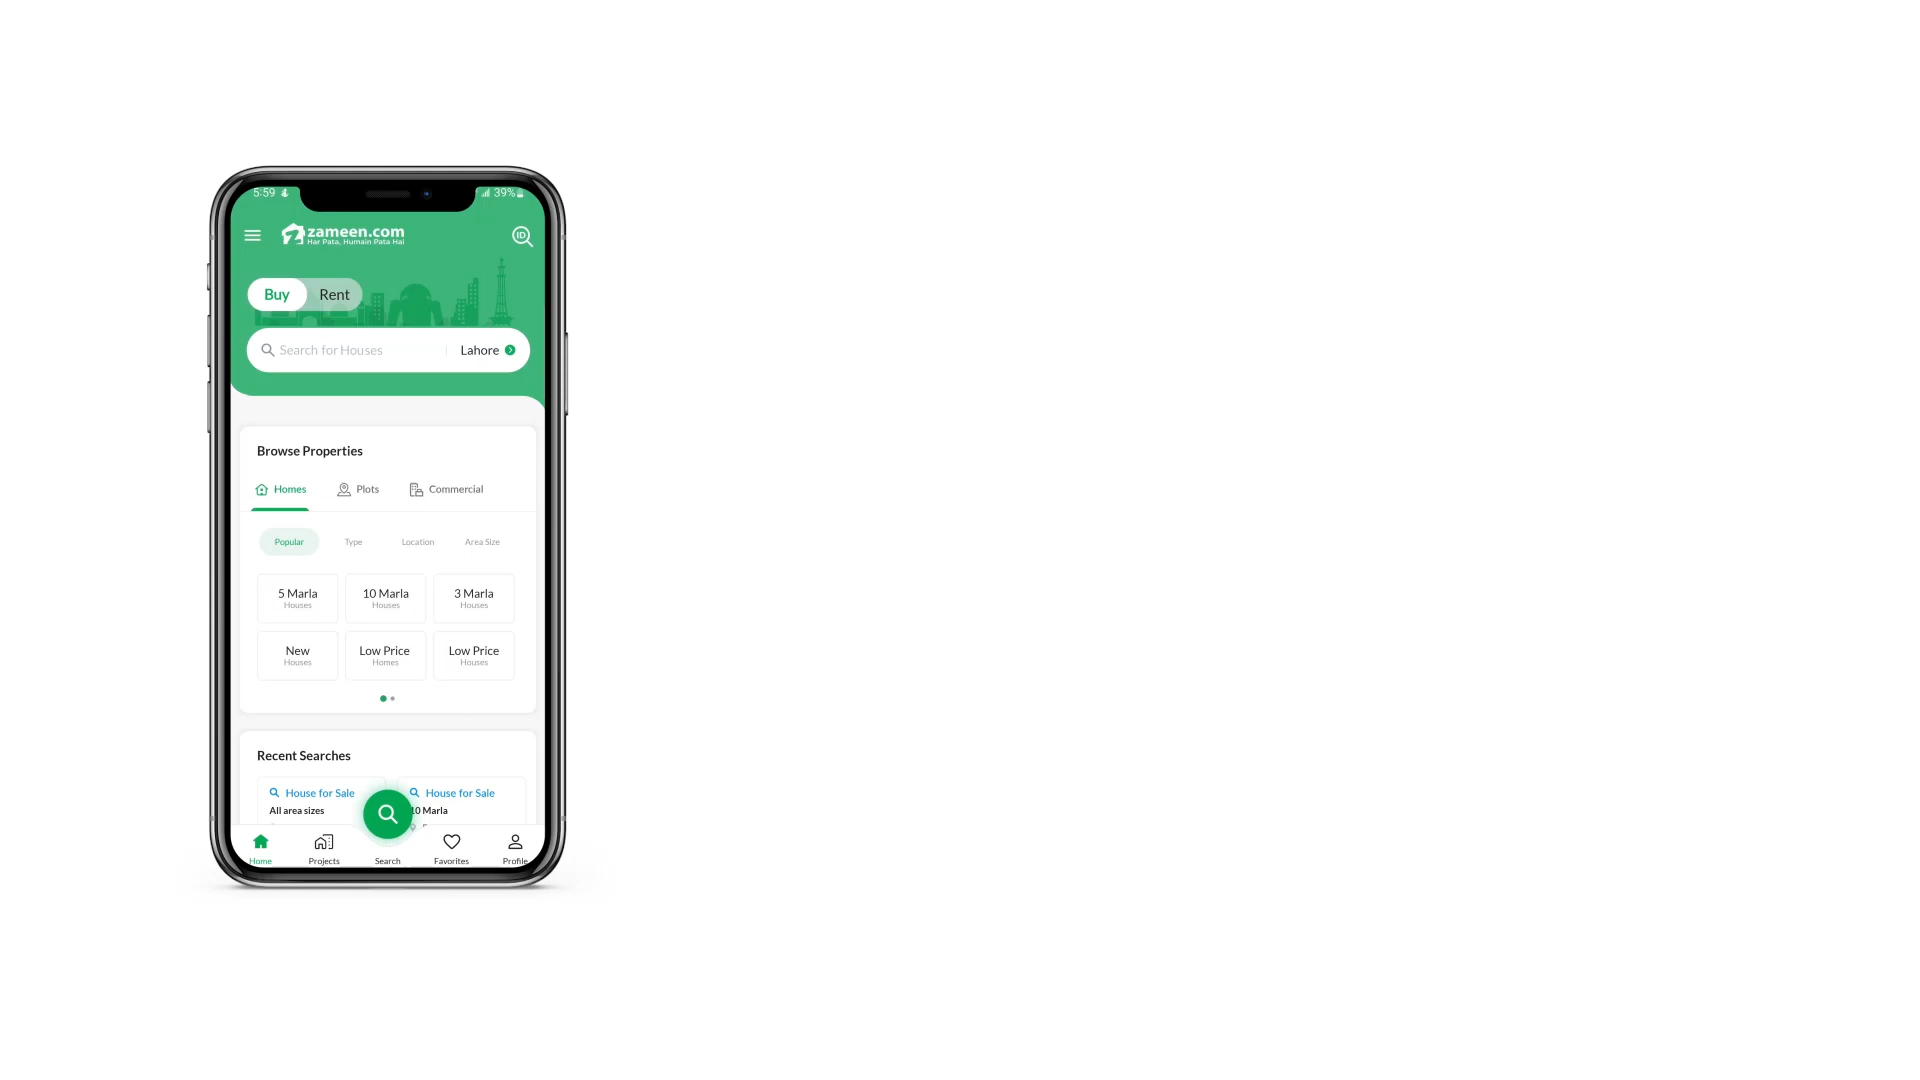 5:59
39%
zameen.com
Har Pata, Humain Pata Hai
ID
Buy Rent
Search for Houses Lahore
Browse Properties
Homes Plots Commercial
Popular Type Location Area Size
5 Marla 10 Marla 3 Marla
Houses Houses Houses
New Low Price Low Price
Houses Homes Houses
Recent Searches
House for Sale House for Sale
All area sizes 10 Marla
Home Projects Search Favorites Profile